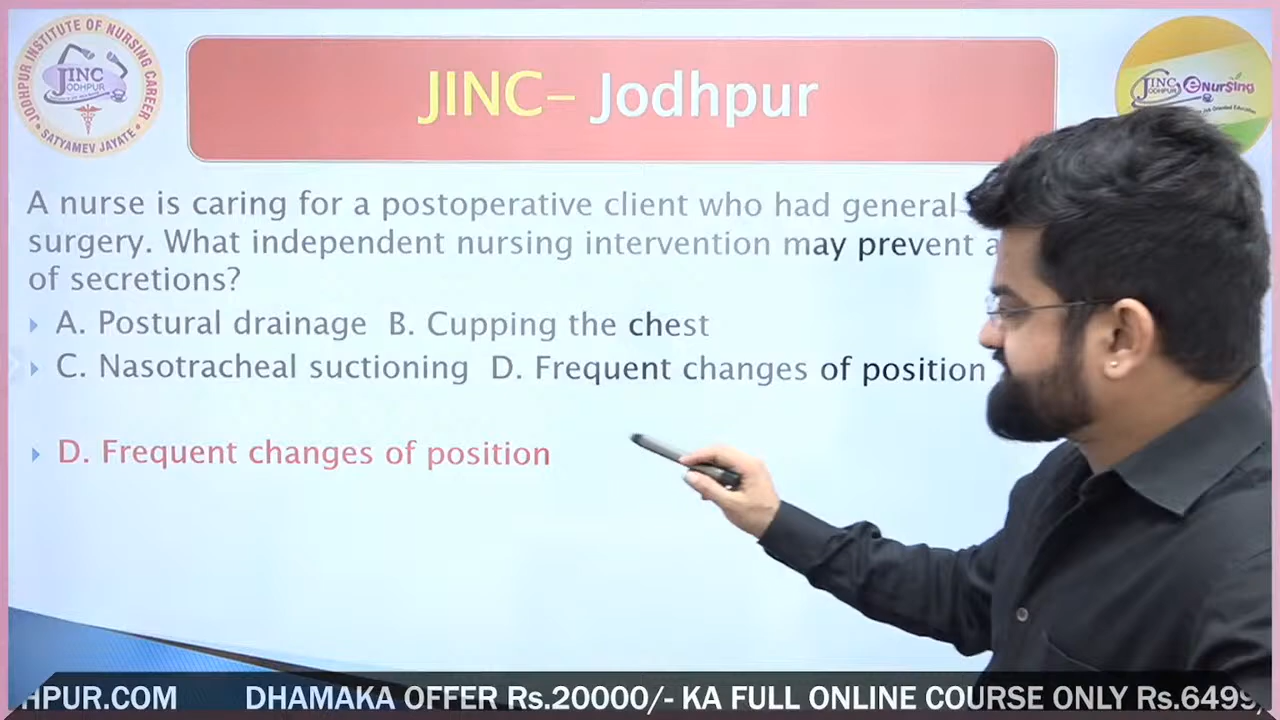 JODHPUR INSTITUTE OF NURSING CAREER
JINC
JODHPUR
SATYAMEV JAYATE
JINC- Jodhpur
JINC
JODHPUR
eNursing
A nurse is caring for a postoperative client who had general
surgery. What independent nursing intervention may prevent
of secretions?
A. Postural drainage B. Cupping the chest
C. Nasotracheal suctioning D. Frequent changes of position
D. Frequent changes of position
HPUR.COM DHAMAKA OFFER Rs.20000/- KA FULL ONLINE COURSE ONLY Rs.6499/